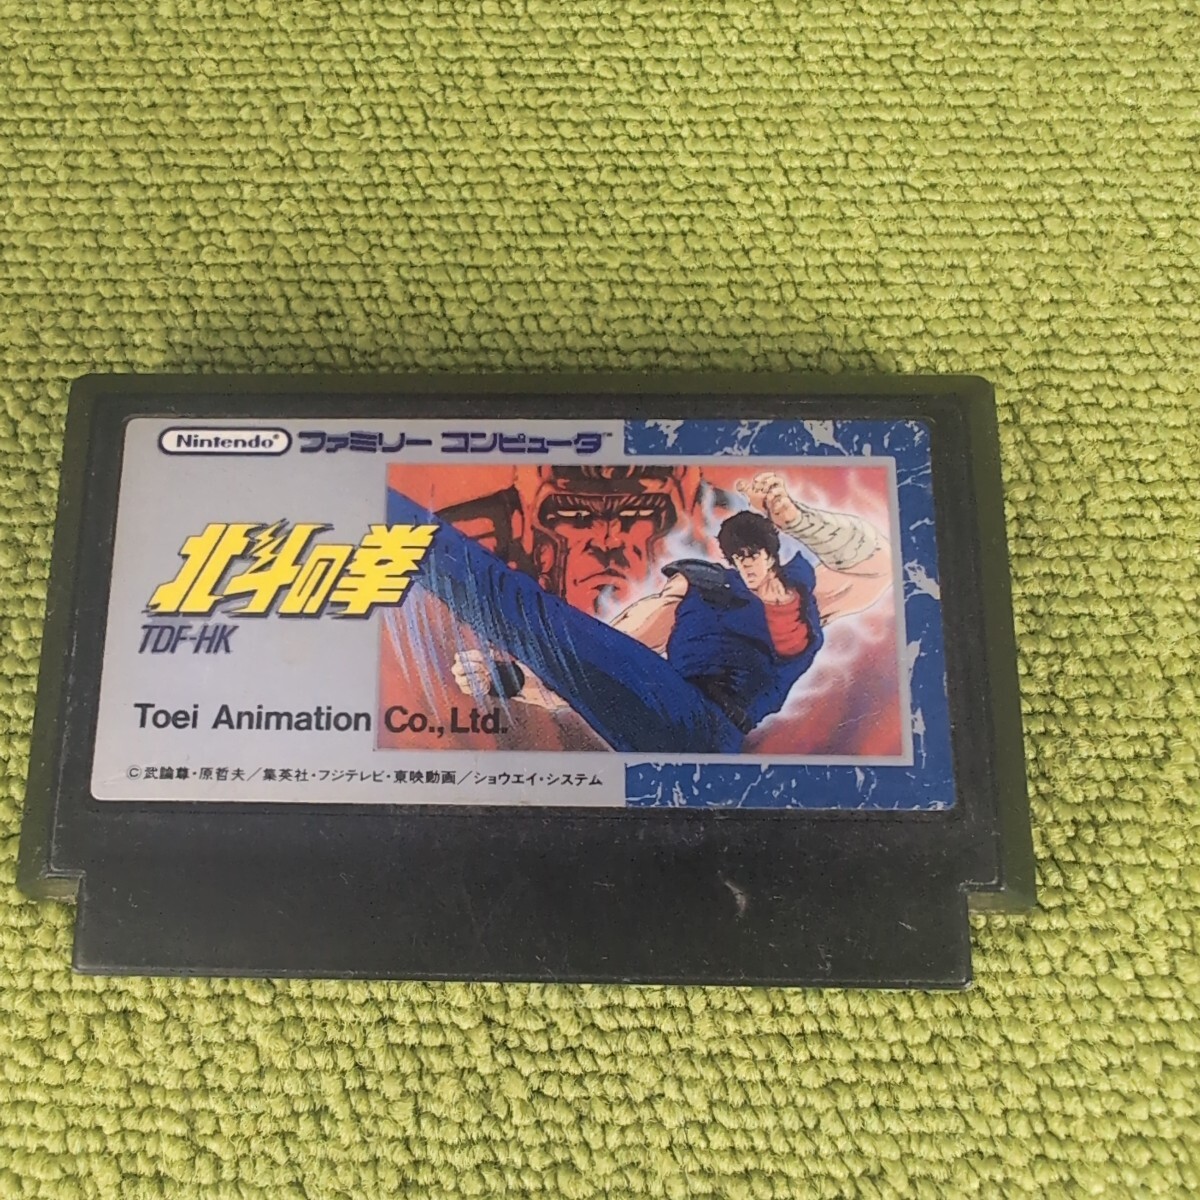 Nintendo® ファミリー コンピュータ™
北斗の拳
TDF-HK
Toei Animation Co., Ltd.
©武論尊・原哲夫／集英社・フジテレビ・東映動画／ショウエイ・システム